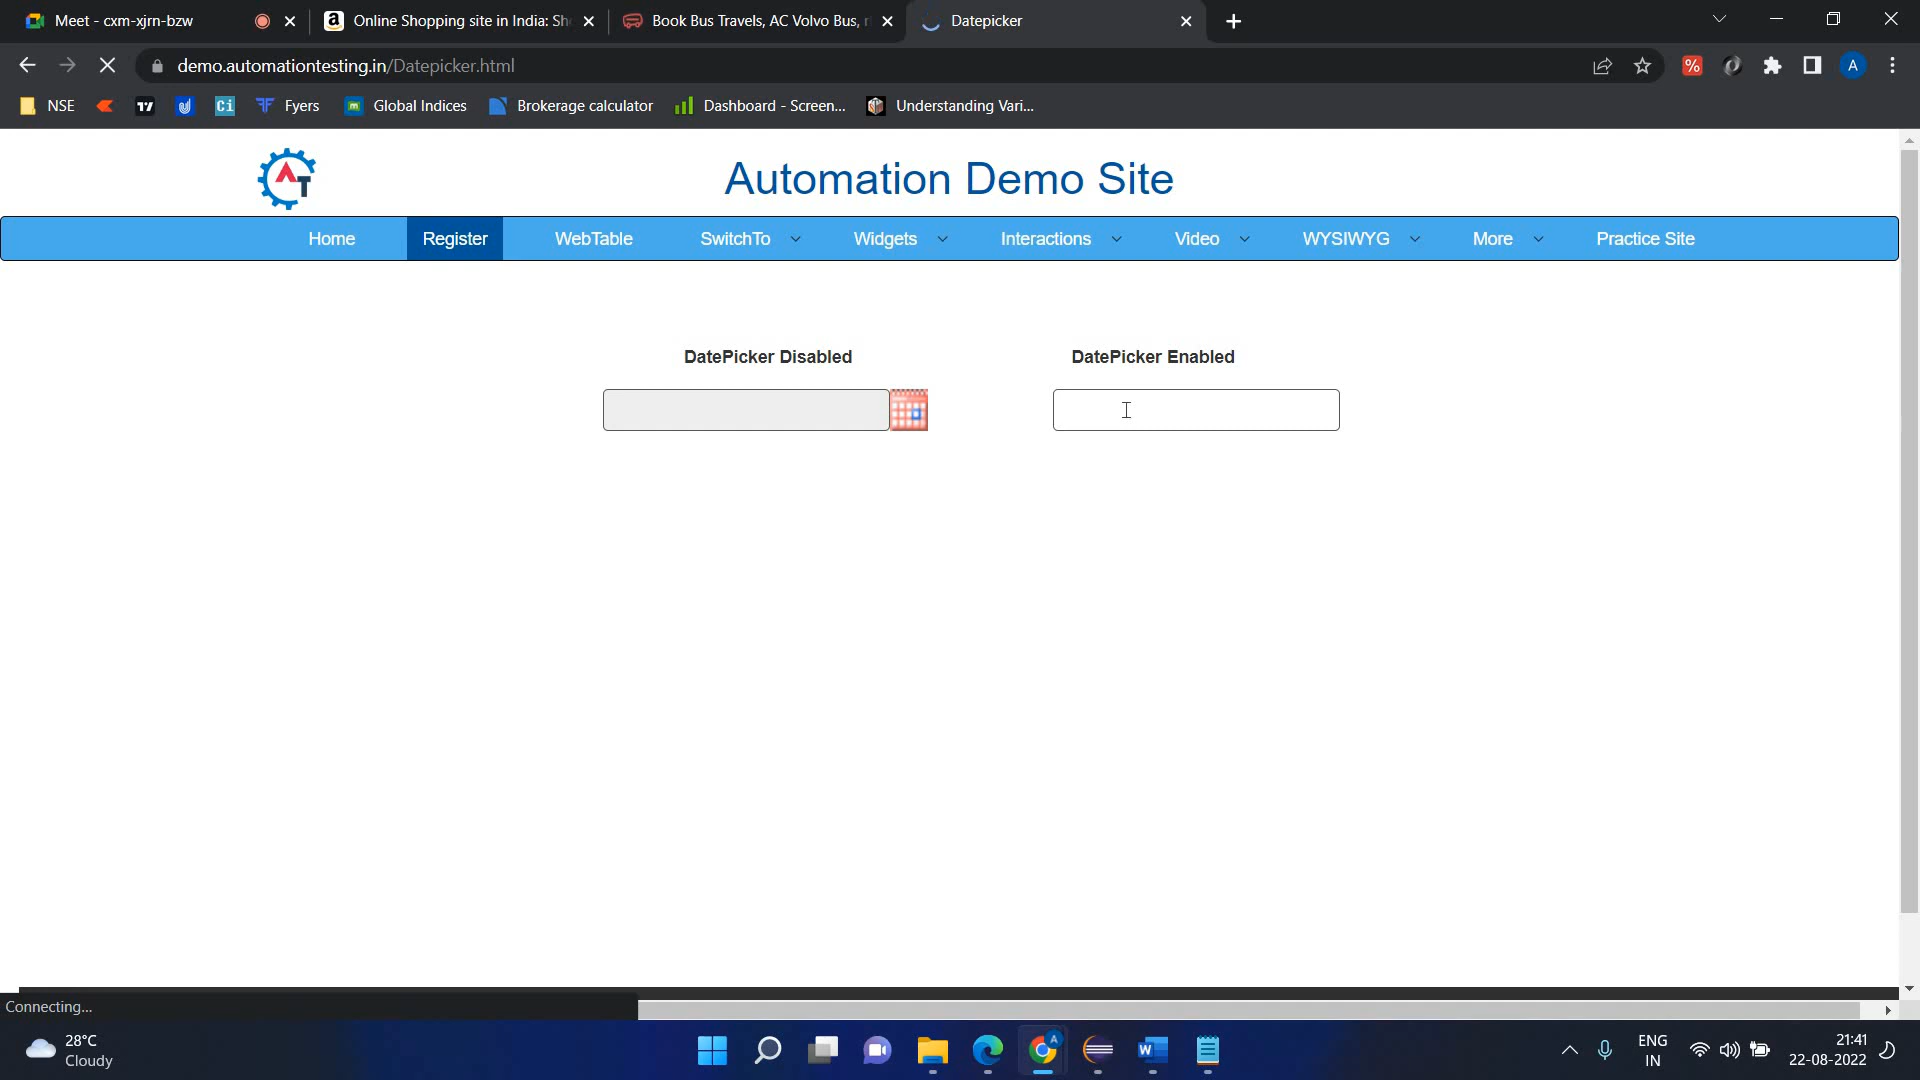 Meet - cxm-xjrn-bzw
Online Shopping site in India: Sh
Book Bus Travels, AC Volvo Bus, r
Datepicker
demo.automationtesting.in/Datepicker.html
%
A
NSE
Ci
Fyers
Global Indices
Brokerage calculator
Dashboard - Screen...
Understanding Vari...
AT
Automation Demo Site
Home
Register
WebTable
SwitchTo
Widgets
Interactions
Video
WYSIWYG
More
Practice Site
DatePicker Disabled
DatePicker Enabled
Connecting...
28°C
Cloudy
ENG
IN
21:41
22-08-2022